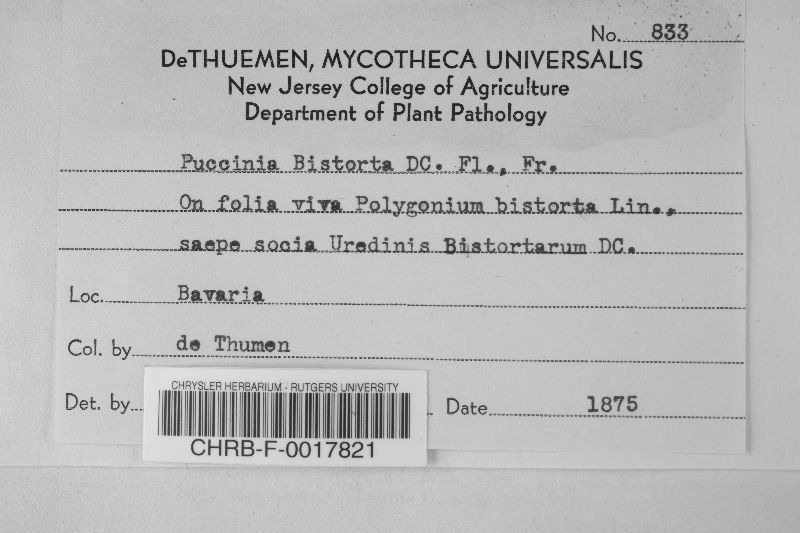 No. 833
DeTHUEMEN, MYCOTHECA UNIVERSALIS
New Jersey College of Agriculture
Department of Plant Pathology
Puccinia Bistorta DC. Fl., Fr.
On folia viva Polygonium bistorta Lin.,
saepe socia Uredinis Bistortarum DC.
Loc. Bavaria
Col. by de Thumen
Det. by Date 1875
CHRYSLER HERBARIUM - RUTGERS UNIVERSITY
CHRB-F-0017821